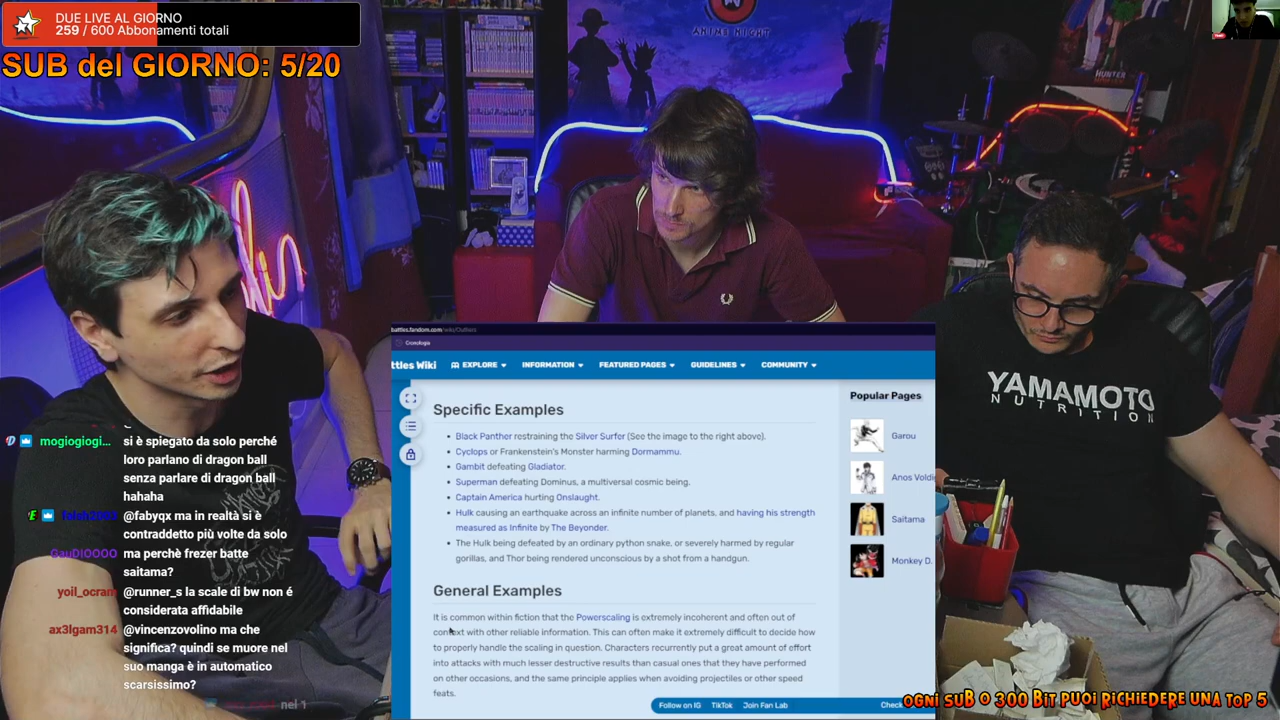 DUE LIVE AL GIORNO
259 / 600 Abbonamenti totali
SUB del GIORNO: 5/20
ANIME NIGHT
HUNTER
YAMAMOTO
NUTRITION
mogiogiogi...
si è spiegato da solo perché
loro parlano di dragon ball
senza parlare di dragon ball
hahaha
@fabyqx ma in realtà si è
contraddetto più volte da solo
GauDIOOOO
ma perchè frezer batte
saitama?
yoil_ocram
@runner_s la scale di bw non é
considerata affidabile
ax3lgam314
@vincenzovolino ma che
significa? quindi se muore nel
suo manga è in automatico
scarsissimo?
nel 1
battles.fandom.com/wiki/Outliers
Cronologia
ttles Wiki
EXPLORE
INFORMATION
FEATURED PAGES
GUIDELINES
COMMUNITY
Specific Examples
Black Panther restraining the Silver Surfer (See the image to the right above).
Cyclops or Frankenstein's Monster harming Dormammu.
Gambit defeating Gladiator.
Superman defeating Dominus, a multiversal cosmic being.
Captain America hurting Onslaught.
Hulk causing an earthquake across an infinite number of planets, and having his strength
measured as Infinite by The Beyonder.
The Hulk being defeated by an ordinary python snake, or severely harmed by regular
gorillas, and Thor being rendered unconscious by a shot from a handgun.
General Examples
It is common within fiction that the Powerscaling is extremely incoherent and often out of
context with other reliable information. This can often make it extremely difficult to decide how
to properly handle the scaling in question. Characters recurrently put a great amount of effort
into attacks with much lesser destructive results than casual ones that they have performed
on other occasions, and the same principle applies when avoiding projectiles or other speed
feats.
Popular Pages
Garou
Anos Voldig
Saitama
Monkey D.
Follow on IG
TikTok
Join Fan Lab
Check
OGNI SUB O 300 BIT PUOI RICHIEDERE UNA TOP 5